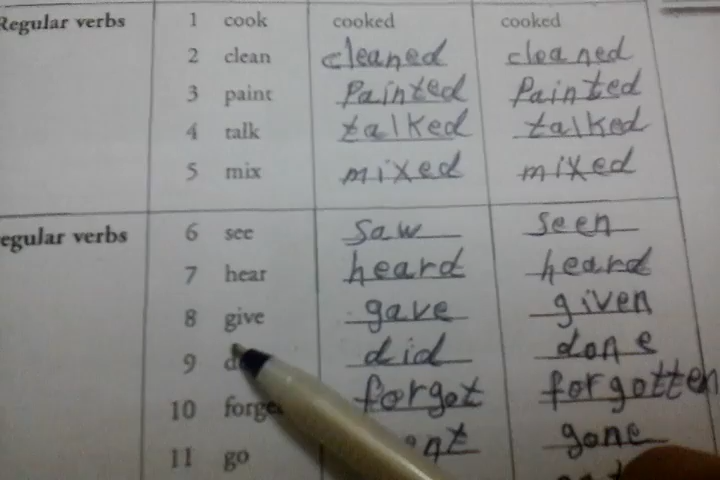 Regular verbs 1 cook cooked cooked
2 clean cleaned cleaned
3 paint Painted Painted
4 talk talked talked
5 mix mixed mixed
egular verbs 6 see saw seen
7 hear heard heard
8 give gave given
9 d did done
10 forge forgot forgotten
11 go gone